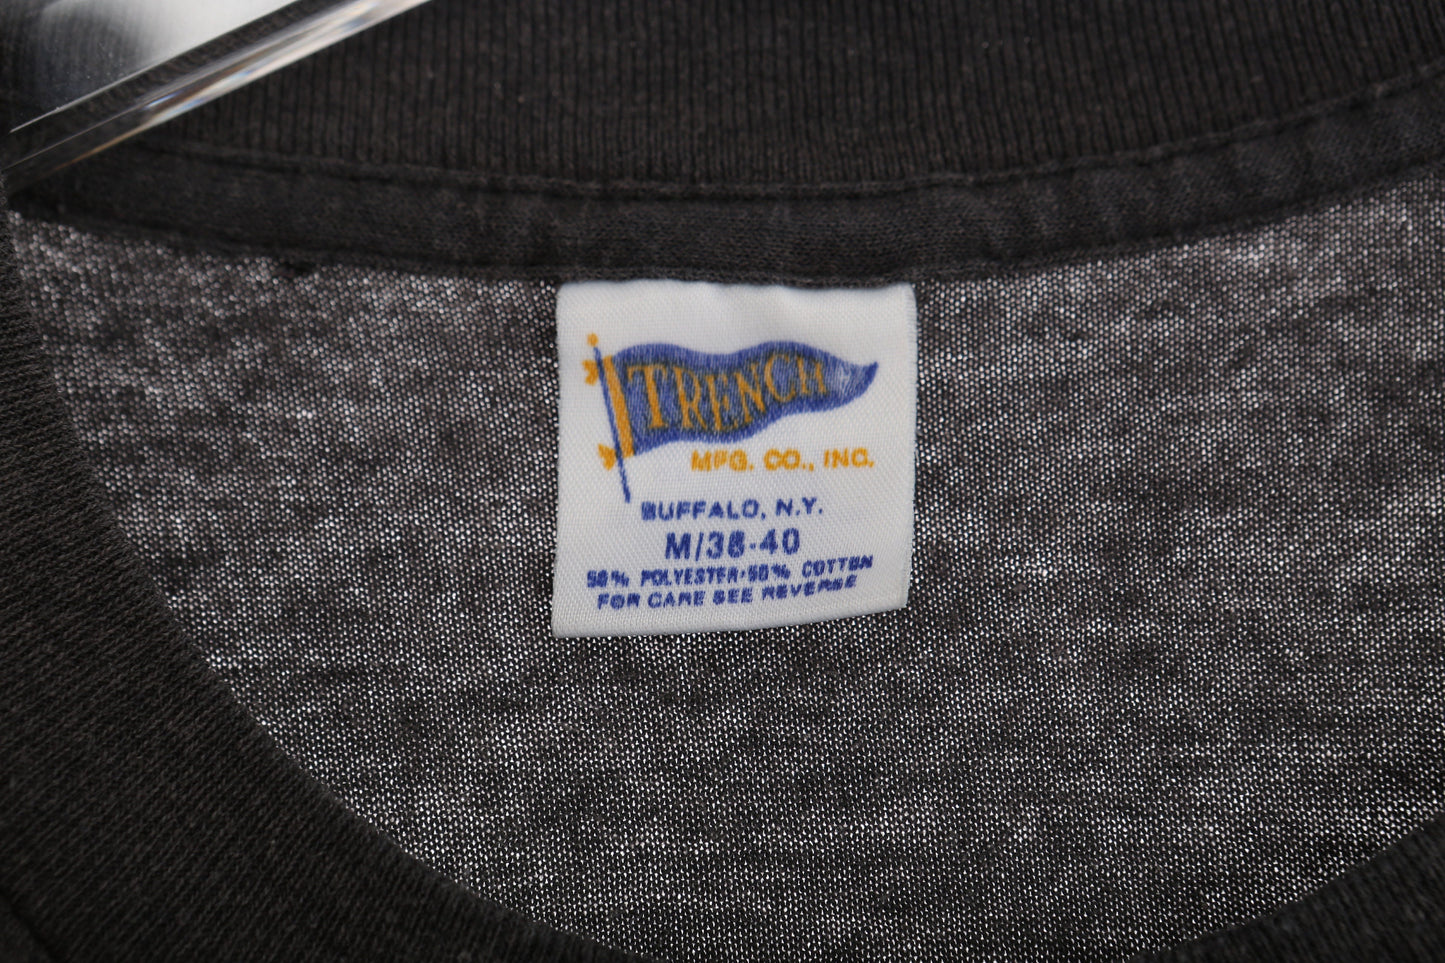 TRENCH
MFG. CO., INC.
BUFFALO, N.Y.
M/38-40
50% POLYESTER·50% COTTON
FOR CARE SEE REVERSE